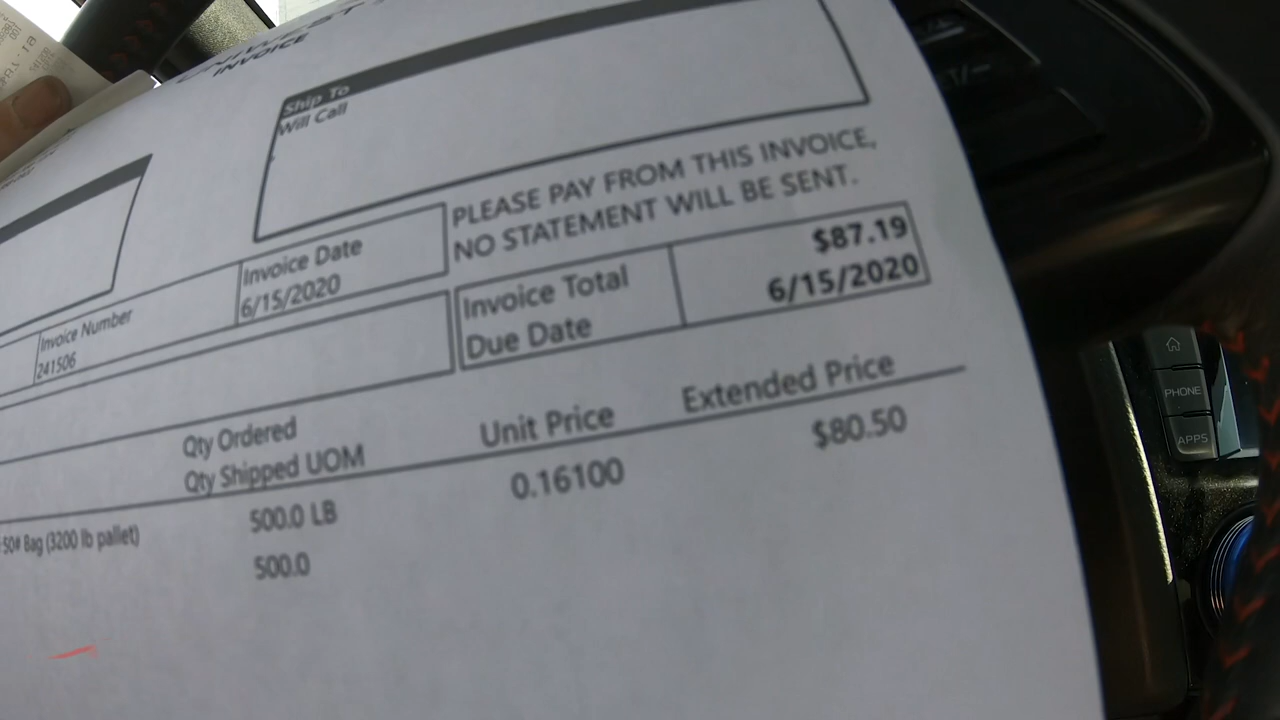 INVOICE
Ship To
Will Call
PLEASE PAY FROM THIS INVOICE,
NO STATEMENT WILL BE SENT.
Invoice Number
241506
Invoice Date
6/15/2020
Invoice Total $87.19
Due Date 6/15/2020
Qty Ordered
Qty Shipped UOM Unit Price Extended Price
50# Bag (3200 lb pallet) 500.0 LB 0.16100 $80.50
500.0
PHONE
APPS